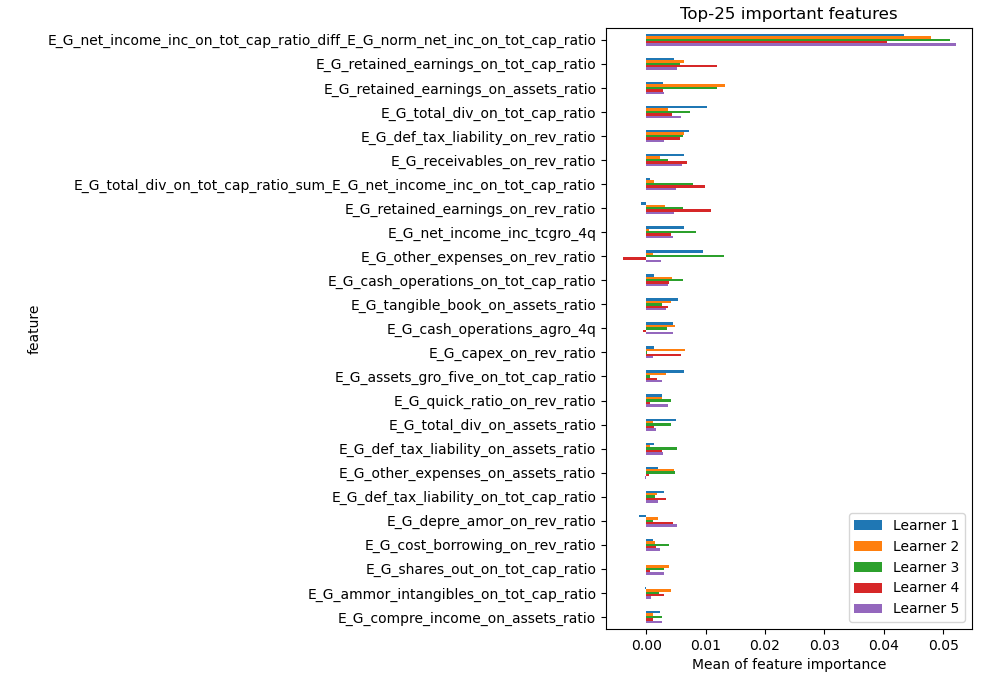 Top-25 important features
E_G_net_income_inc_on_tot_cap_ratio_diff_E_G_norm_net_inc_on_tot_cap_ratio
E_G_retained_earnings_on_tot_cap_ratio
E_G_retained_earnings_on_assets_ratio
E_G_total_div_on_tot_cap_ratio
E_G_def_tax_liability_on_rev_ratio
E_G_receivables_on_rev_ratio
E_G_total_div_on_tot_cap_ratio_sum_E_G_net_income_inc_on_tot_cap_ratio
E_G_retained_earnings_on_rev_ratio
E_G_net_income_inc_tcgro_4q
E_G_other_expenses_on_rev_ratio
E_G_cash_operations_on_tot_cap_ratio
E_G_tangible_book_on_assets_ratio
E_G_cash_operations_agro_4q
E_G_capex_on_rev_ratio
E_G_assets_gro_five_on_tot_cap_ratio
E_G_quick_ratio_on_rev_ratio
E_G_total_div_on_assets_ratio
E_G_def_tax_liability_on_assets_ratio
E_G_other_expenses_on_assets_ratio
E_G_def_tax_liability_on_tot_cap_ratio
E_G_depre_amor_on_rev_ratio
E_G_cost_borrowing_on_rev_ratio
E_G_shares_out_on_tot_cap_ratio
E_G_ammor_intangibles_on_tot_cap_ratio
E_G_compre_income_on_assets_ratio
feature
Learner 1
Learner 2
Learner 3
Learner 4
Learner 5
0.00 0.01 0.02 0.03 0.04 0.05
Mean of feature importance